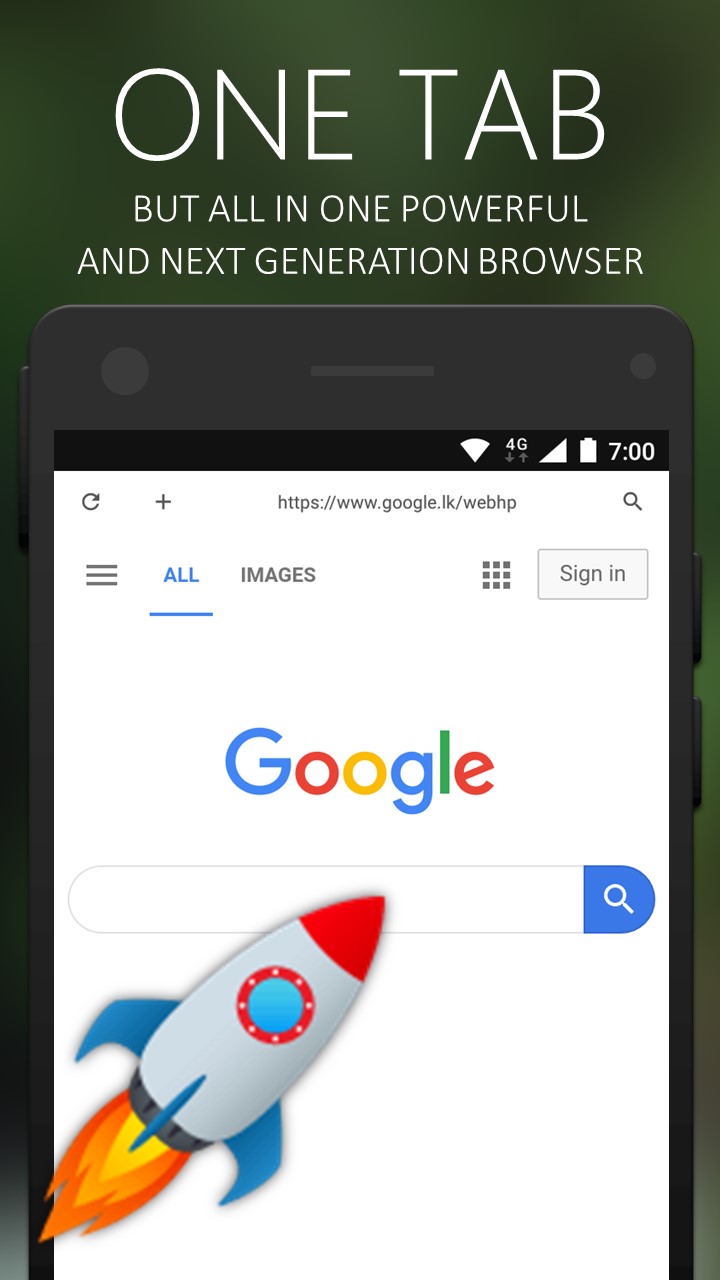 ONE TAB
BUT ALL IN ONE POWERFUL
AND NEXT GENERATION BROWSER
4G 7:00
https://www.google.lk/webhp
ALL IMAGES Sign in
Google